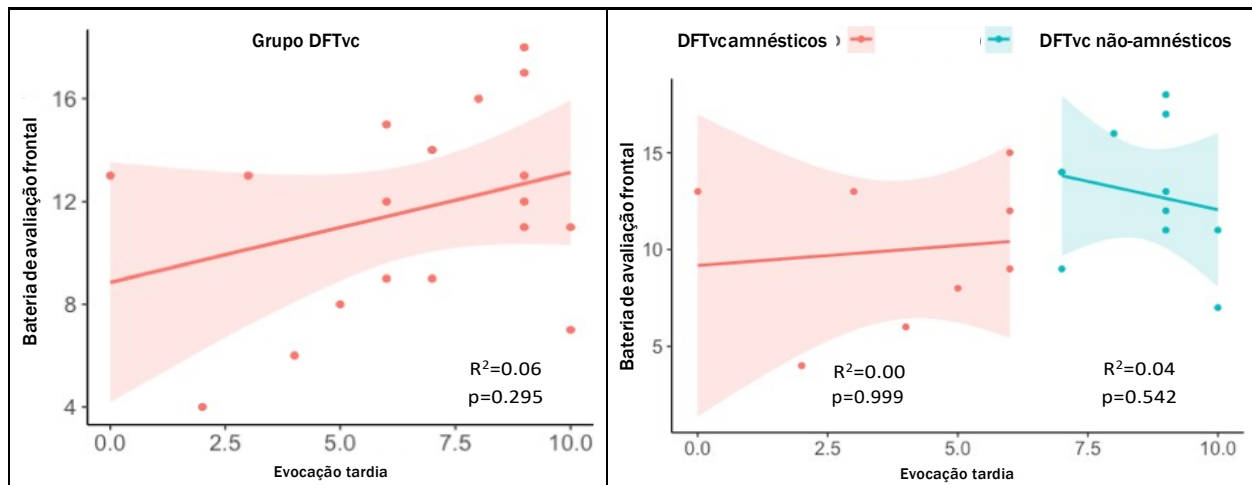 Grupo DFTvc
Bateria de avaliação frontal
16
12
8
4
R²=0.06
p=0.295
0.0 2.5 5.0 7.5 10.0
Evocação tardia
DFTvc amnésticos DFTvc não-amnésticos
Bateria de avaliação frontal
15
10
5
R²=0.00
p=0.999
R²=0.04
p=0.542
0.0 2.5 5.0 7.5 10.0
Evocação tardia